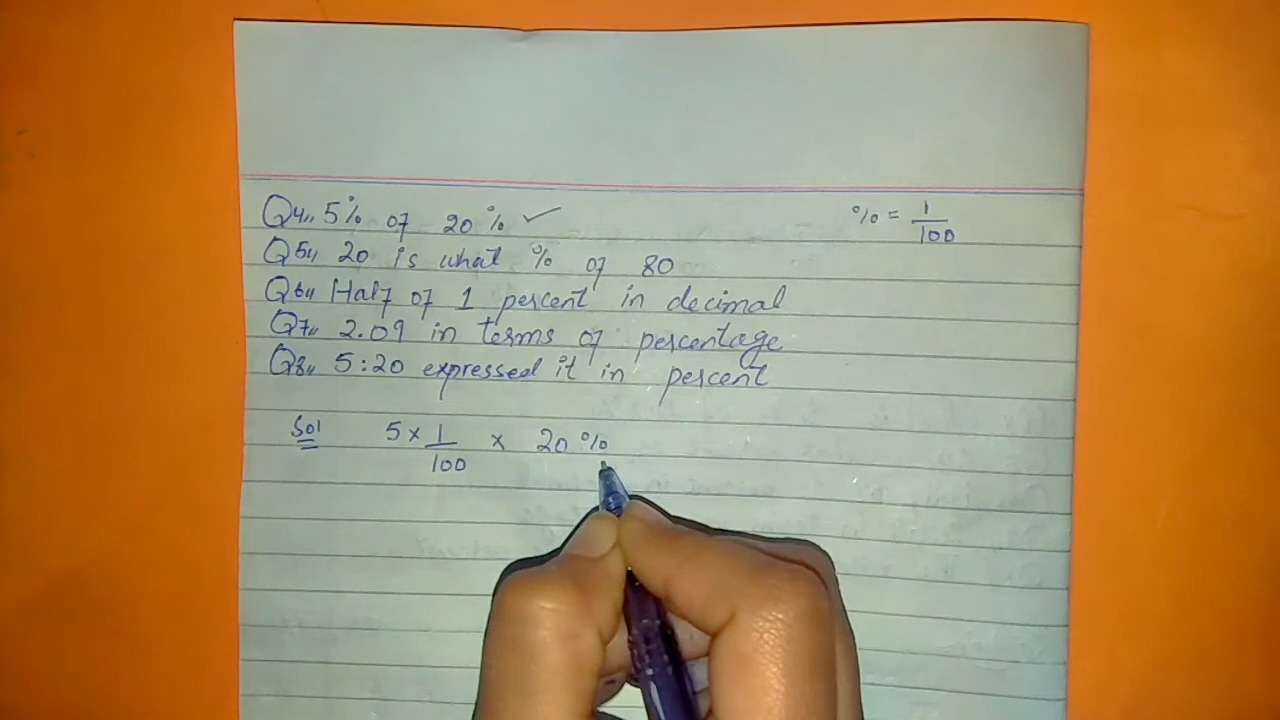 Q4,, 5% of 20% ✓
% = 1/100
Q5,, 20 is what % of 80
Q6,, Half of 1 percent in decimal
Q7,, 2.09 in terms of percentage
Q8,, 5:20 expressed it in percent
Sol 5 × 1/100 × 20%